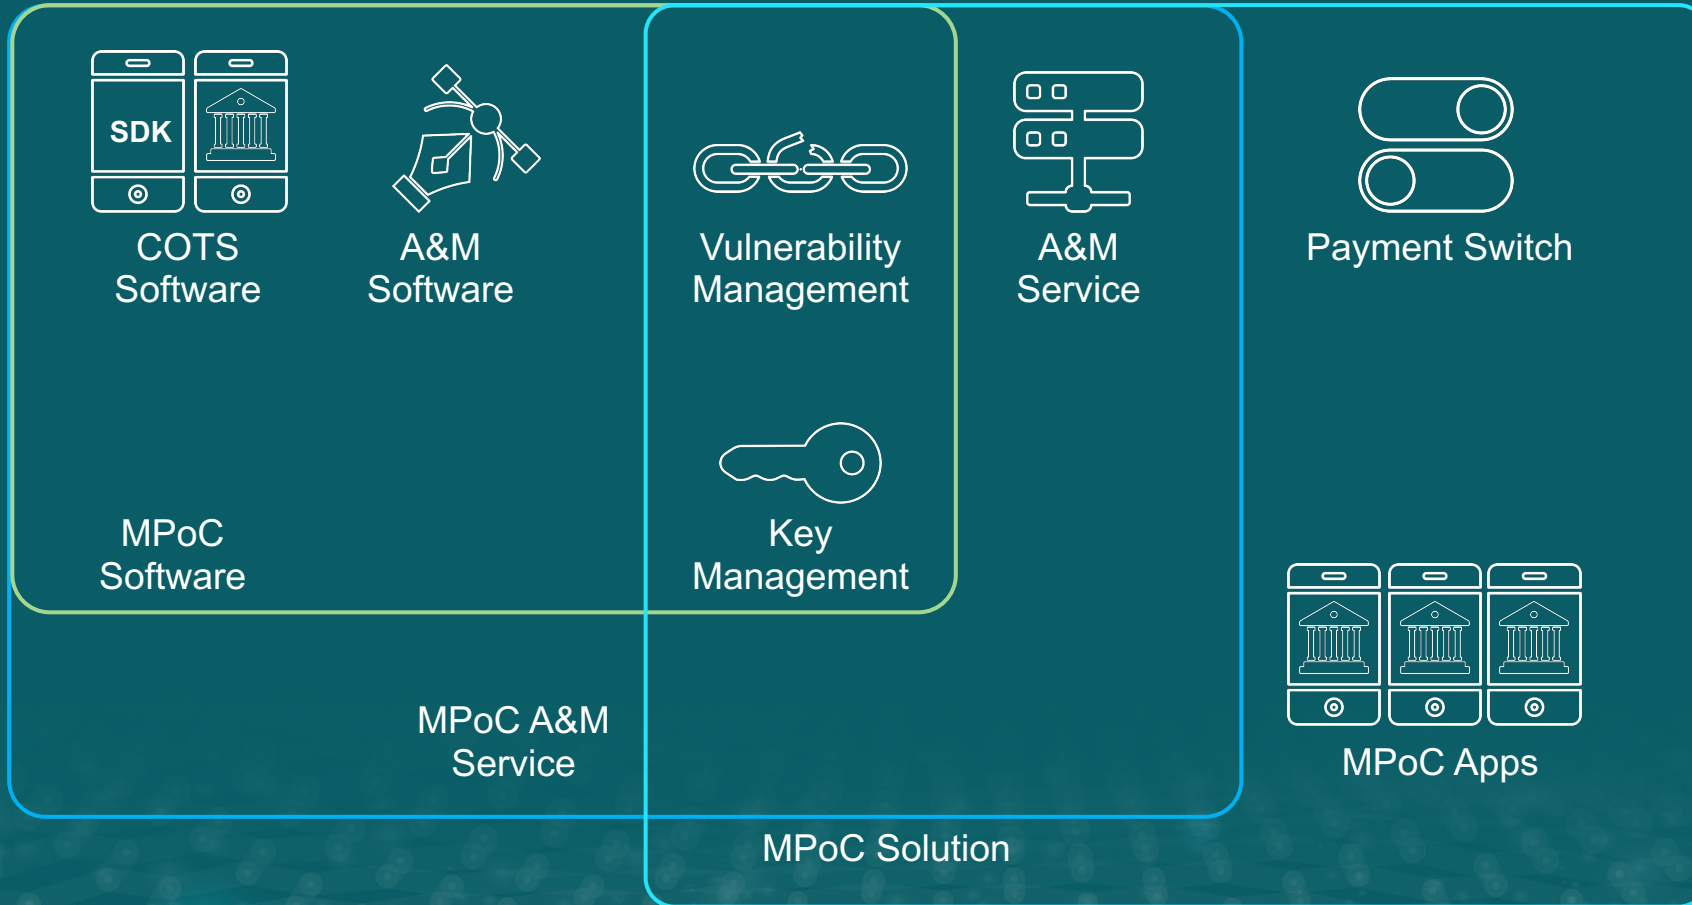 SDK
COTS
Software
A&M
Software
Vulnerability
Management
A&M
Service
Payment Switch
MPoC
Software
Key
Management
MPoC A&M
Service
MPoC Apps
MPoC Solution